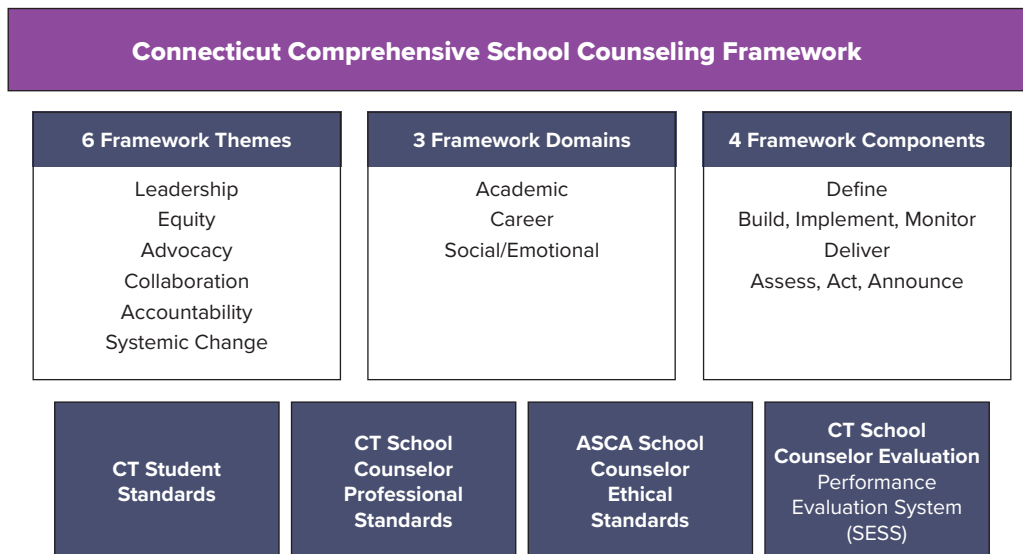 Connecticut Comprehensive School Counseling Framework
6 Framework Themes
Leadership
Equity
Advocacy
Collaboration
Accountability
Systemic Change
3 Framework Domains
Academic
Career
Social/Emotional
4 Framework Components
Define
Build, Implement, Monitor
Deliver
Assess, Act, Announce
CT Student
Standards
CT School
Counselor
Professional
Standards
ASCA School
Counselor
Ethical
Standards
CT School
Counselor Evaluation
Performance
Evaluation System
(SESS)